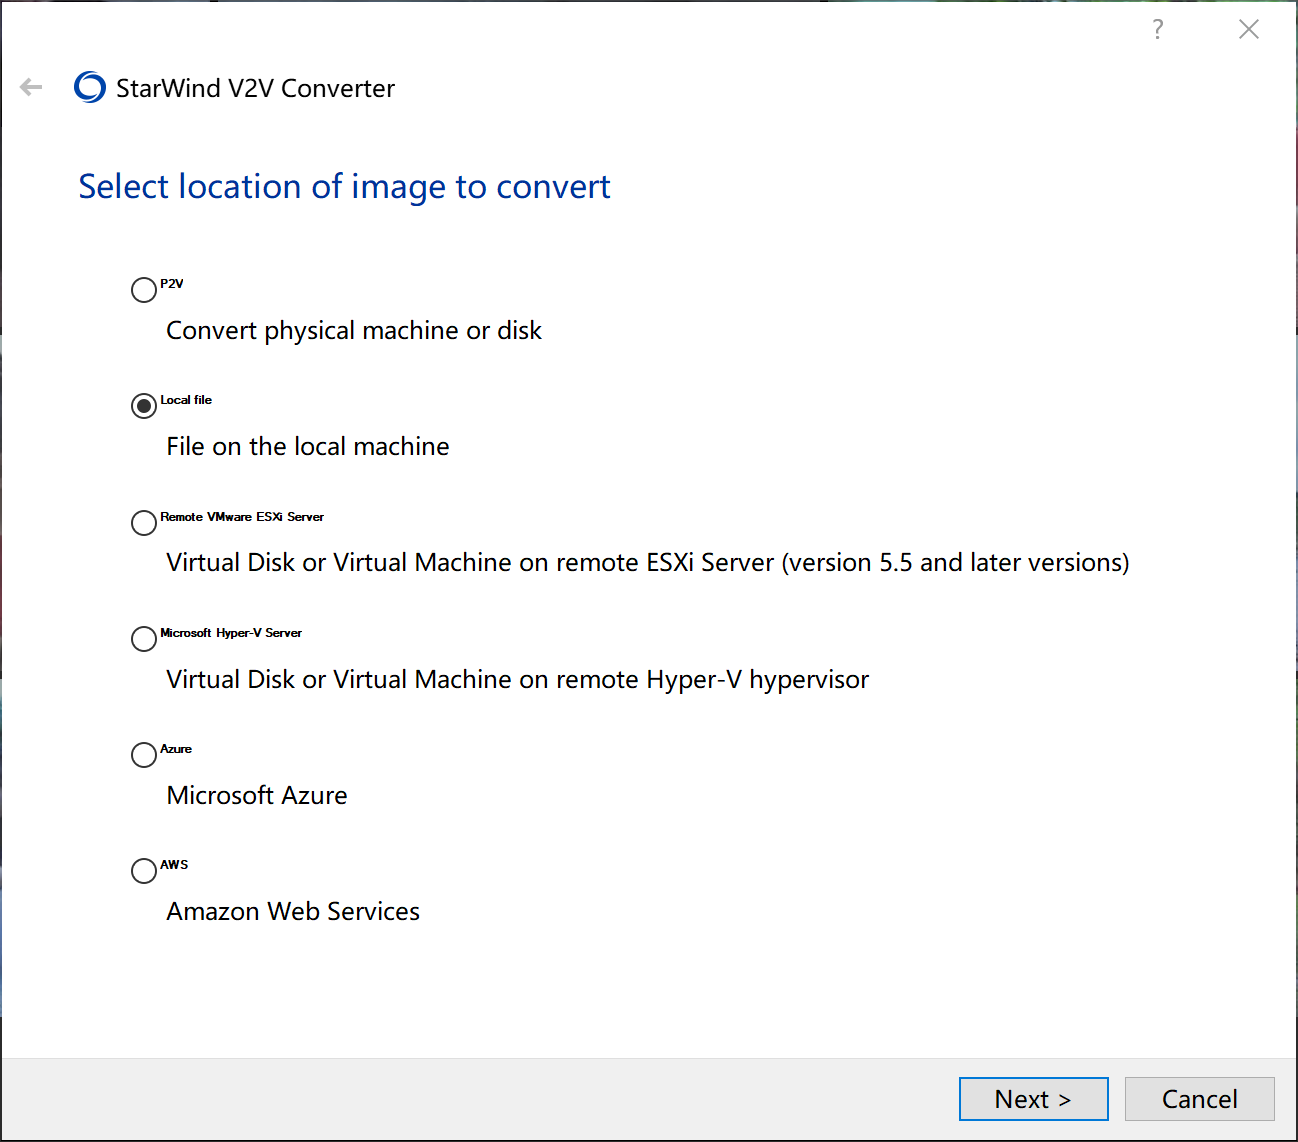 ?
StarWind V2V Converter
Select location of image to convert
P2V
Convert physical machine or disk
Local file
File on the local machine
Remote VMware ESXi Server
Virtual Disk or Virtual Machine on remote ESXi Server (version 5.5 and later versions)
Microsoft Hyper-V Server
Virtual Disk or Virtual Machine on remote Hyper-V hypervisor
Azure
Microsoft Azure
AWS
Amazon Web Services
Next > Cancel